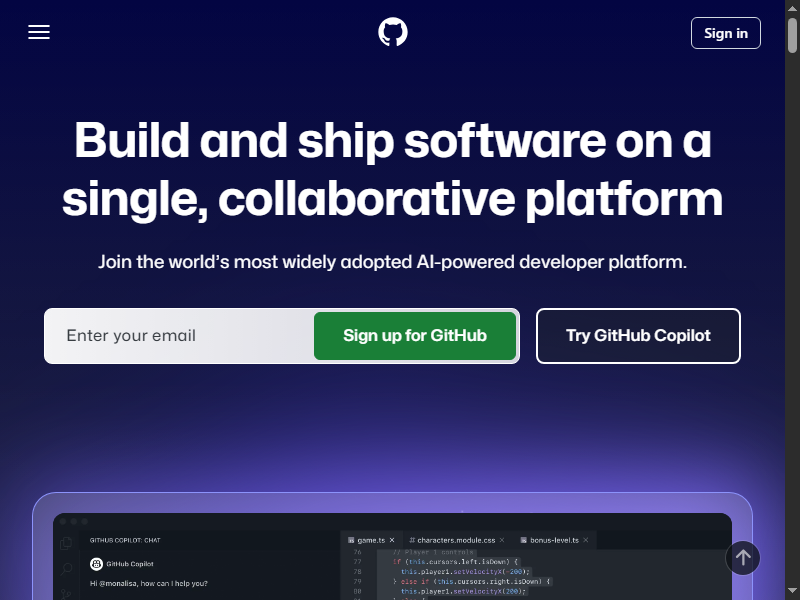 Sign in
Build and ship software on a
single, collaborative platform
Join the world's most widely adopted AI-powered developer platform.
Enter your email
Sign up for GitHub
Try GitHub Copilot
GITHUB COPILOT: CHAT
GitHub Copilot
Hi @monalisa, how can I help you?
game.ts ×
characters.module.css ×
bonus-level.ts ×
76 // Player 1 controls
77 if (this.cursors.left.isDown) {
78 this.player1.setVelocityX(-200);
79 } else if (this.cursors.right.isDown) {
80 this.player1.setVelocityX(200);